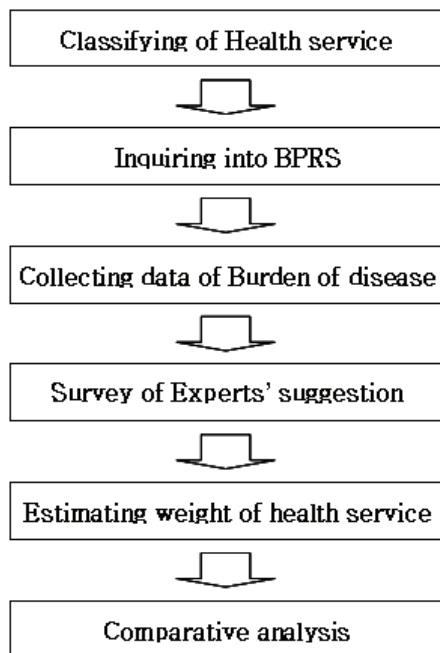 Classifying of Health service
Inquiring into BPRS
Collecting data of Burden of disease
Survey of Experts' suggestion
Estimating weight of health service
Comparative analysis